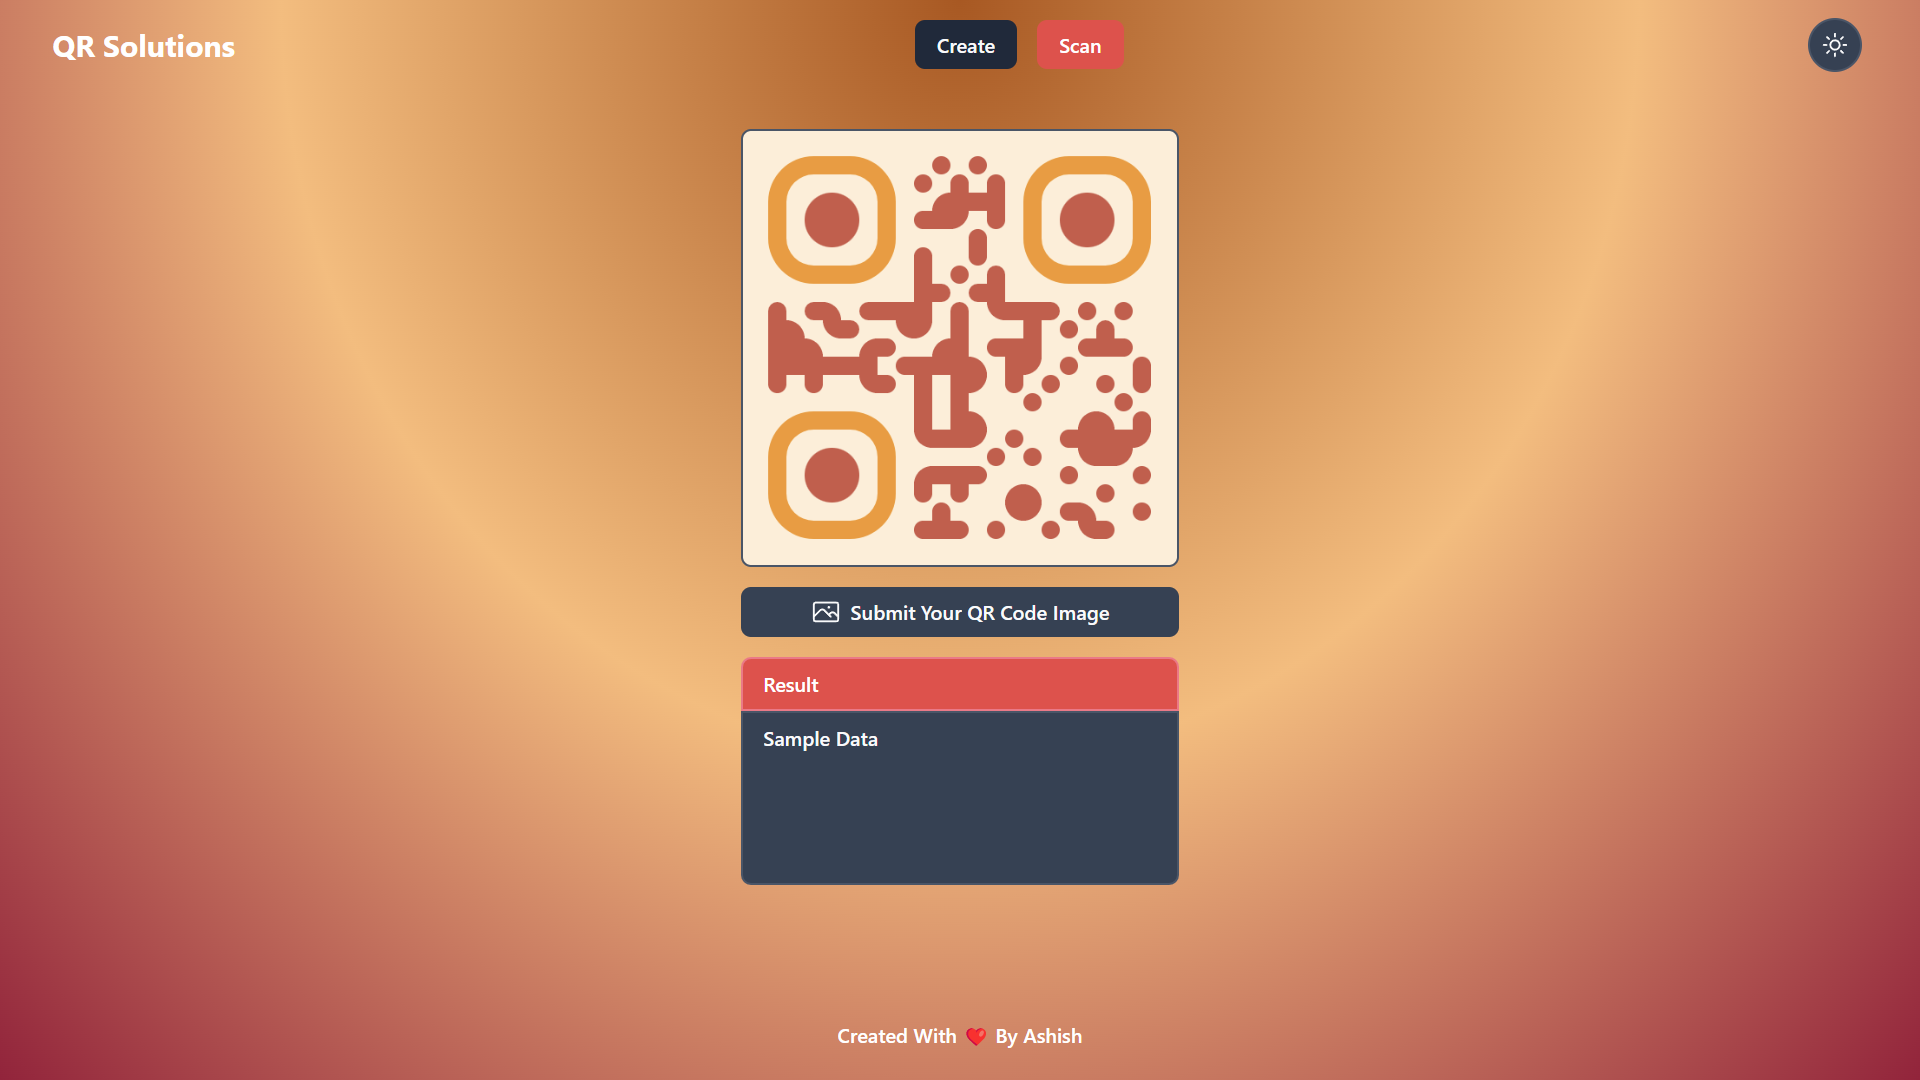 QR Solutions
Create
Scan
Submit Your QR Code Image
Result
Sample Data
Created With ❤️ By Ashish